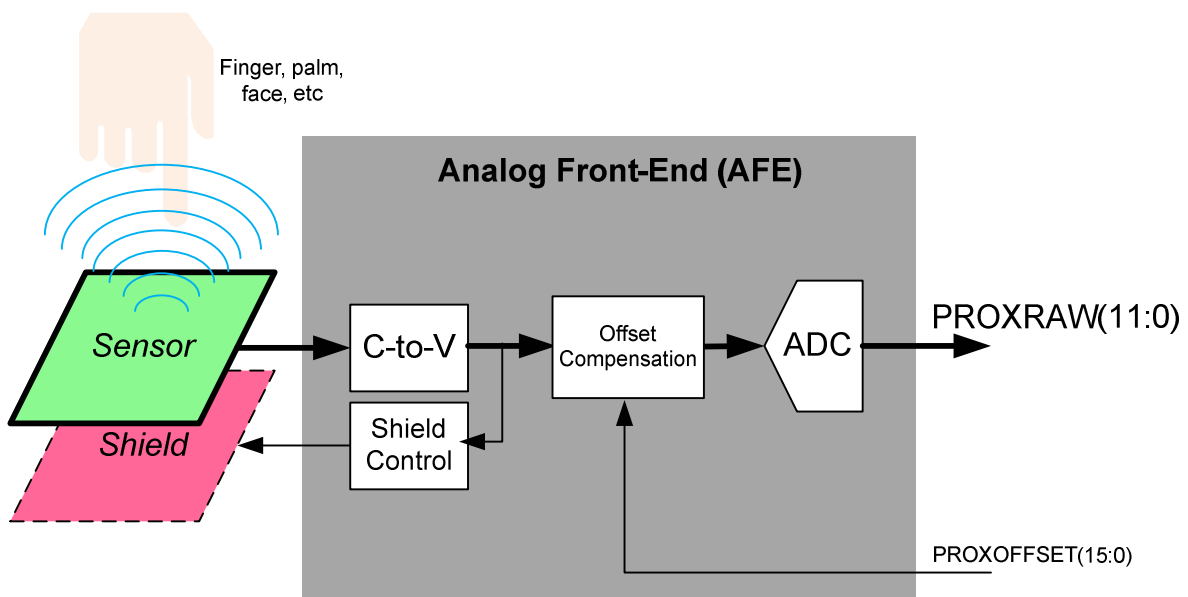 Finger, palm,
face, etc
Analog Front-End (AFE)
Sensor
C-to-V
Offset
Compensation
ADC
PROXRAW(11:0)
Shield
Shield
Control
PROXOFFSET(15:0)